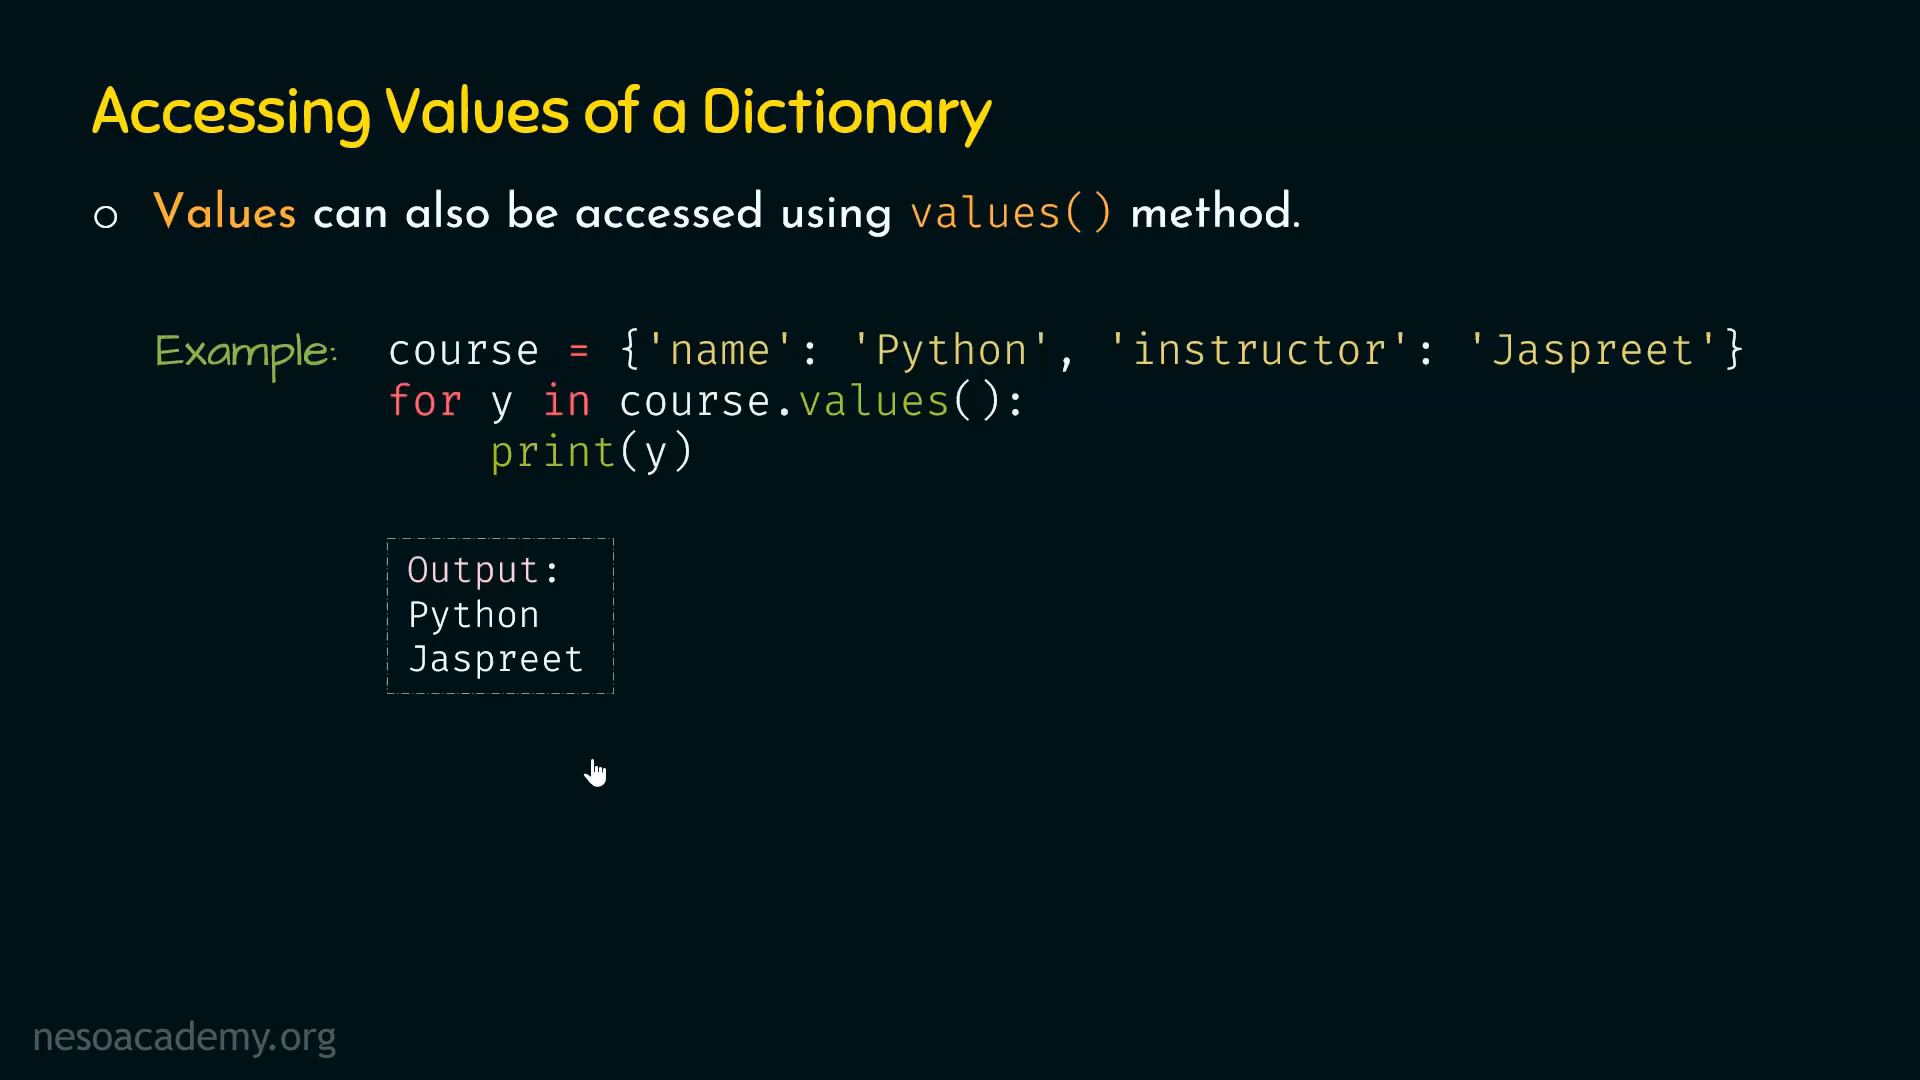 Accessing Values of a Dictionary
Values can also be accessed using values() method.
Example: course = {'name': 'Python', 'instructor': 'Jaspreet'}
for y in course.values():
    print(y)
Output:
Python
Jaspreet
nesoacademy.org